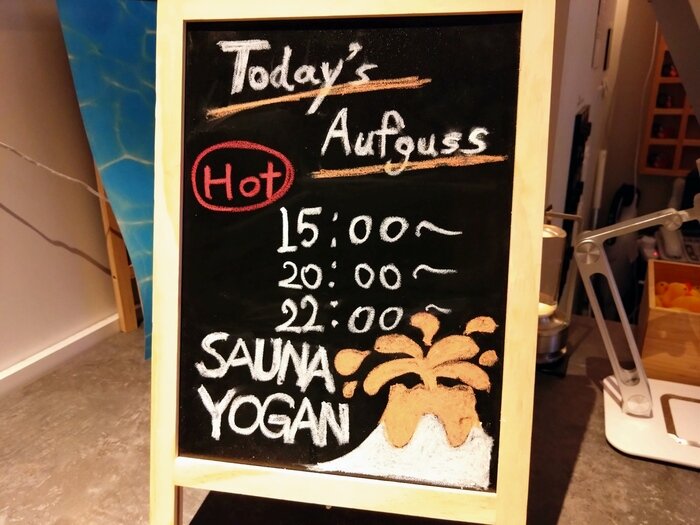 Today's
Aufguss
Hot
15:00~
20:00~
22:00~
SAUNA
YOGAN